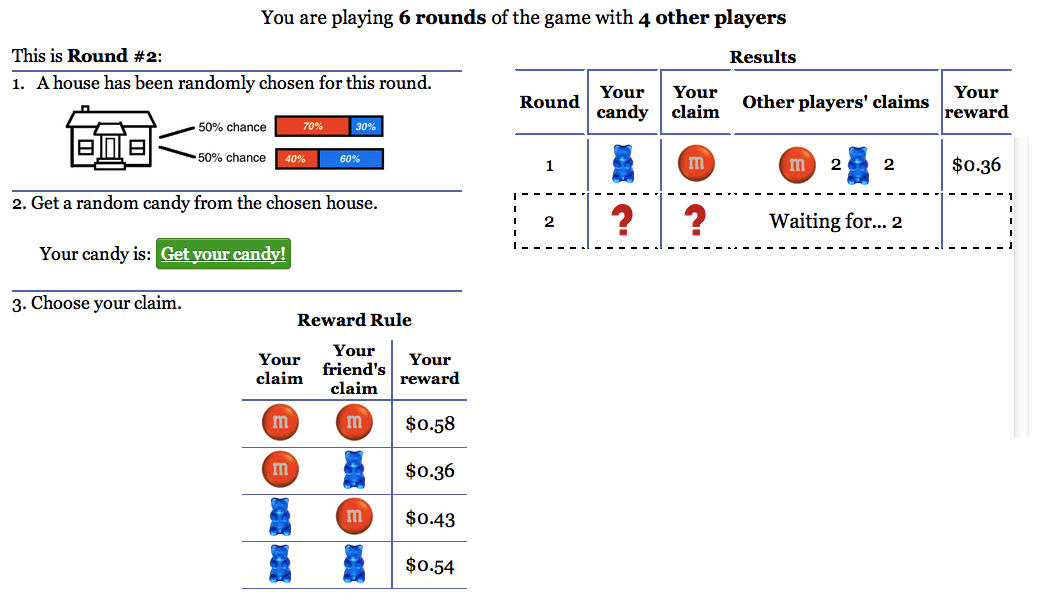 You are playing 6 rounds of the game with 4 other players
This is Round #2:
1. A house has been randomly chosen for this round.
50% chance 70% 30%
50% chance 40% 60%
2. Get a random candy from the chosen house.
Your candy is: Get your candy!
3. Choose your claim.
Reward Rule
Your claim Your friend's claim Your reward
m m $0.58
m $0.36
m $0.43
$0.54
Results
Round Your candy Your claim Other players' claims Your reward
1 m m 2 2 $0.36
2 ? ? Waiting for... 2